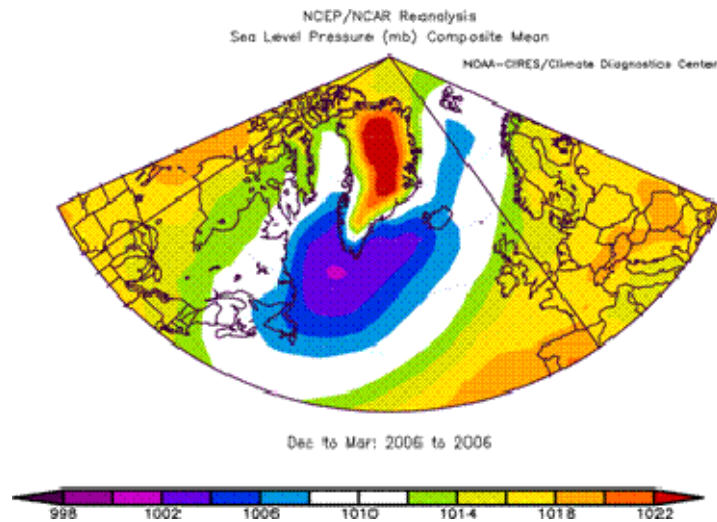 NCEP/NCAR Reanalysis
Sea Level Pressure (mb) Composite Mean
NOAA-CIRES/Climate Diagnostics Center
Dec to Mar: 2006 to 2006
998 1002 1006 1010 1014 1018 1022